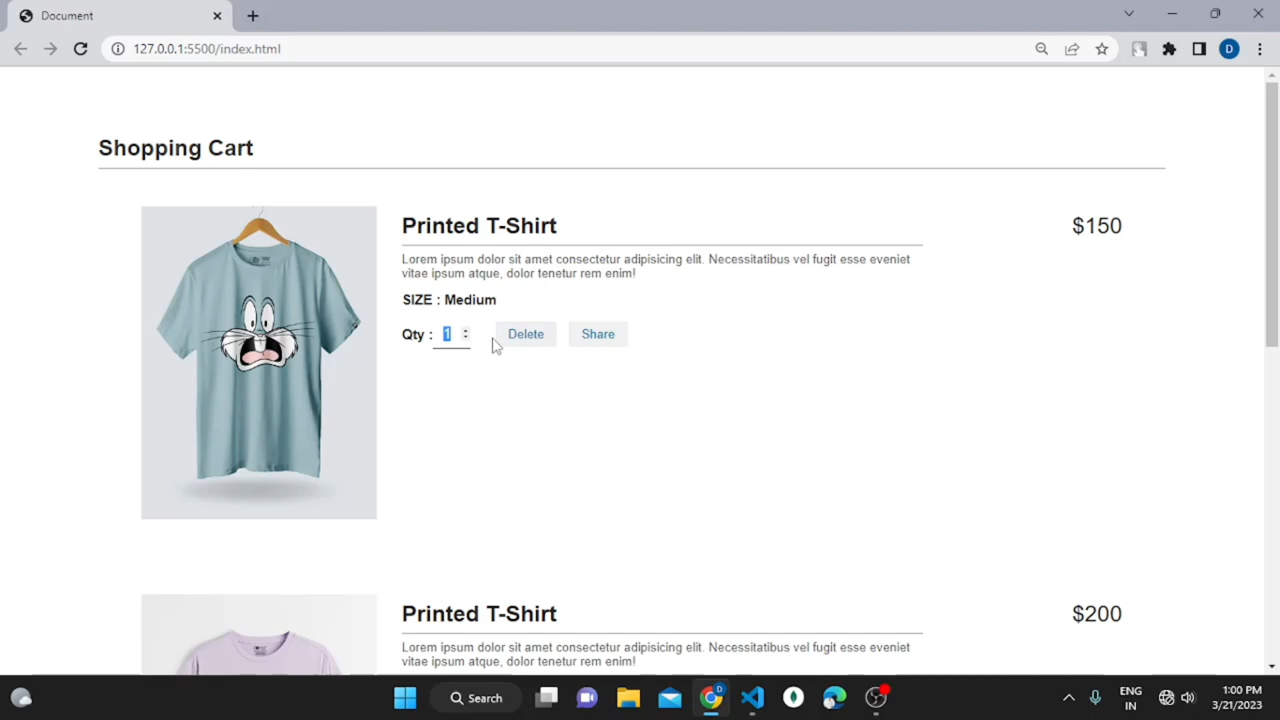 Document
127.0.0.1:5500/index.html
D
Shopping Cart
Printed T-Shirt
$150
Lorem ipsum dolor sit amet consectetur adipisicing elit. Necessitatibus vel fugit esse eveniet
vitae ipsum atque, dolor tenetur rem enim!
SIZE : Medium
Qty : 1 Delete Share
Printed T-Shirt
$200
Lorem ipsum dolor sit amet consectetur adipisicing elit. Necessitatibus vel fugit esse eveniet
vitae ipsum atque, dolor tenetur rem enim!
Search
D
ENG
IN
1:00 PM
3/21/2023